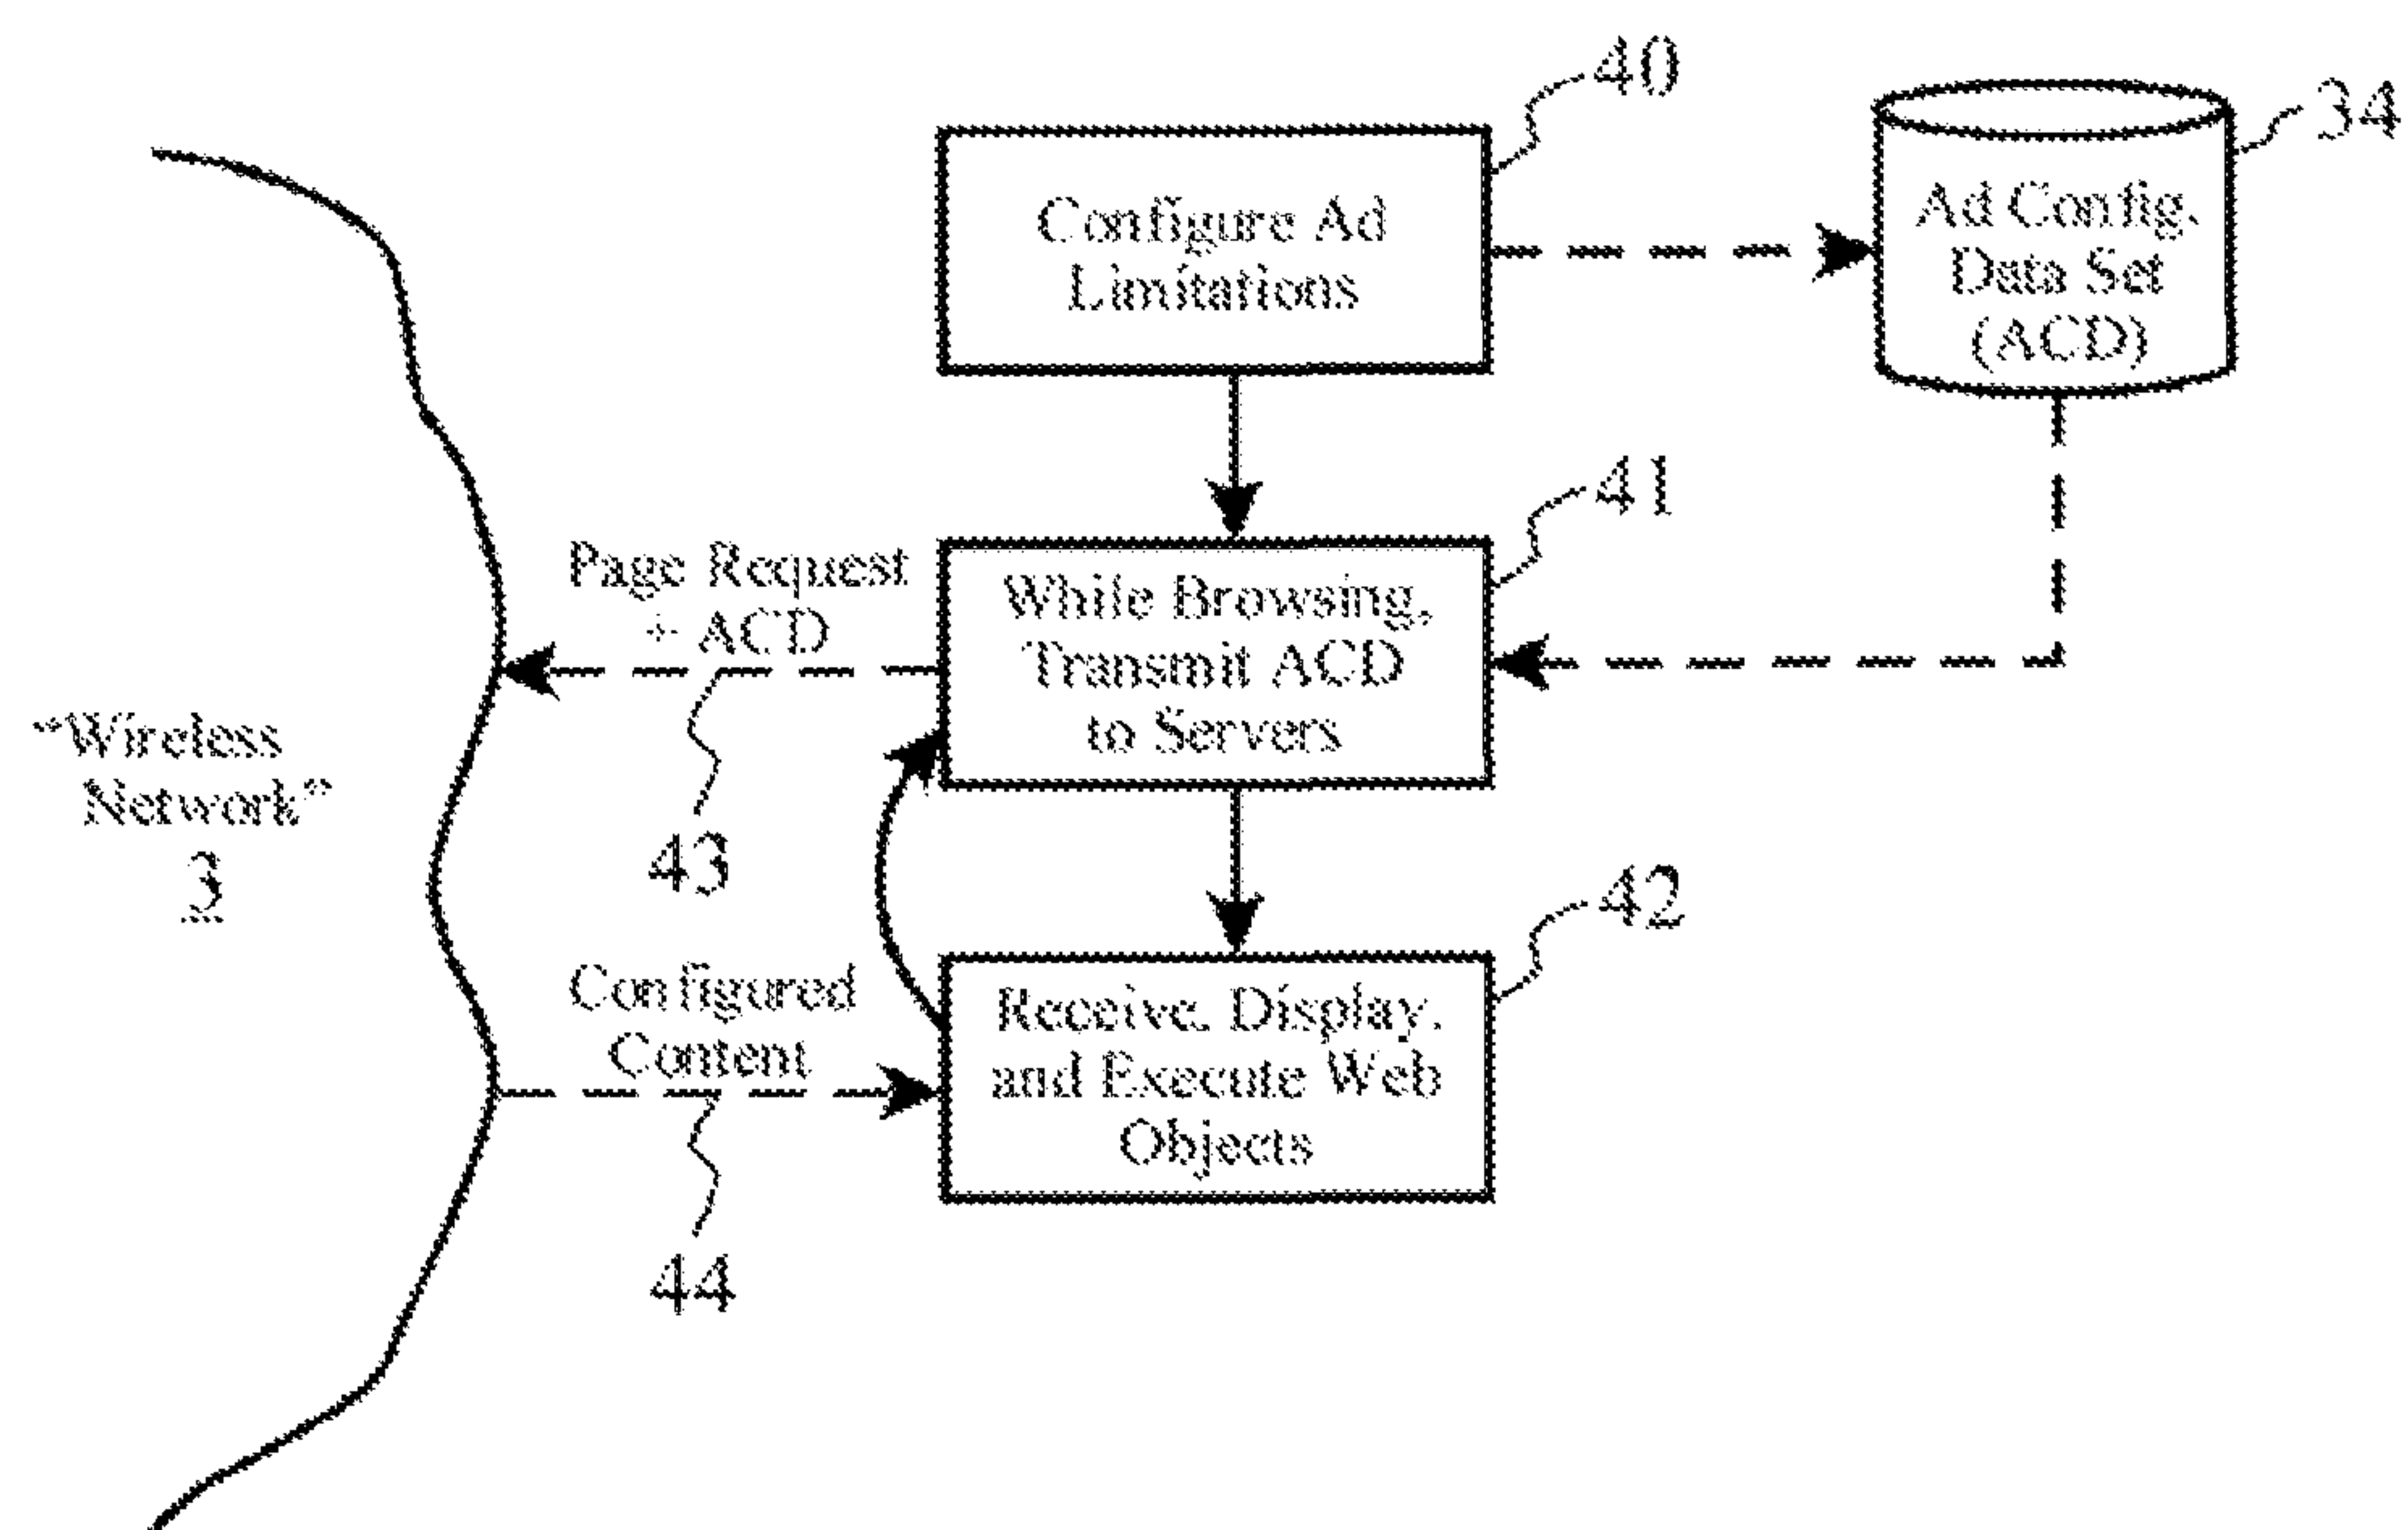 40
34
Configure Ad
Limitations
Ad Config.
Data Set
(ACD)
41
Page Request
+ ACD
While Browsing,
Transmit ACD
to Servers
"Wireless
Network"
3
43
42
Configured
Content
Receive, Display,
and Execute Web
Objects
44